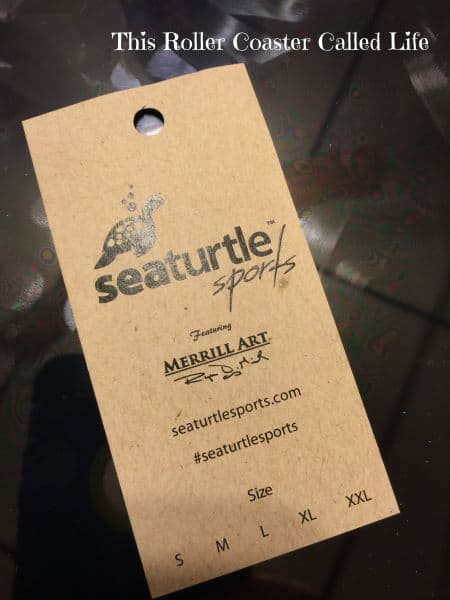 This Roller Coaster Called Life
seaturtle™
sports
Featuring
MERRILL ART
seaturtlesports.com
#seaturtlesports
Size
S M L XL XXL